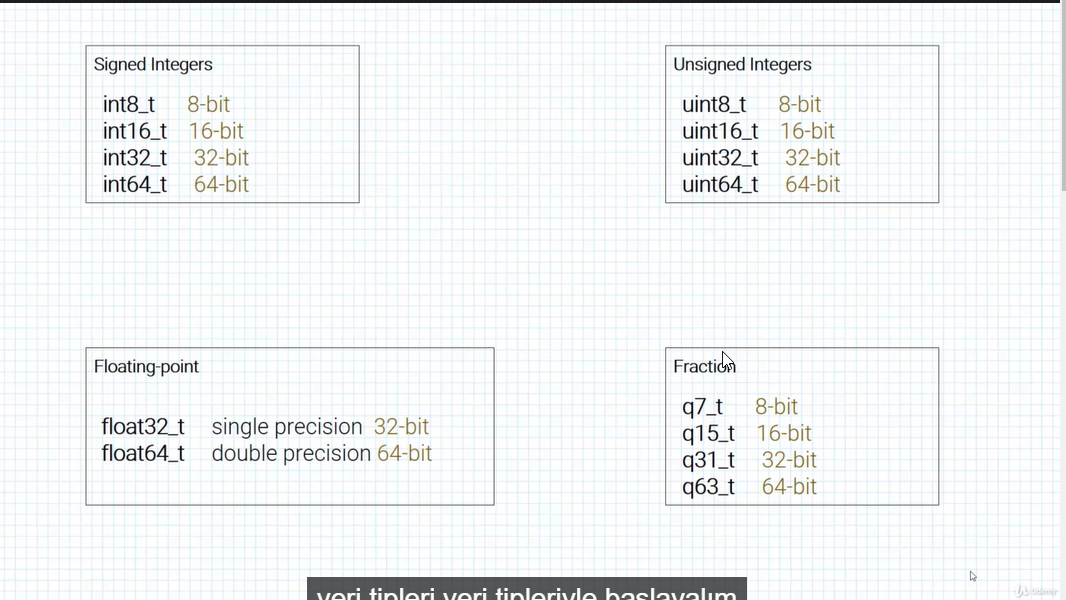 Signed Integers
int8_t 8-bit
int16_t 16-bit
int32_t 32-bit
int64_t 64-bit
Unsigned Integers
uint8_t 8-bit
uint16_t 16-bit
uint32_t 32-bit
uint64_t 64-bit
Floating-point
float32_t single precision 32-bit
float64_t double precision 64-bit
Fraction
q7_t 8-bit
q15_t 16-bit
q31_t 32-bit
q63_t 64-bit
veri tipleri veri tipleriyle başlayalım
Udemy